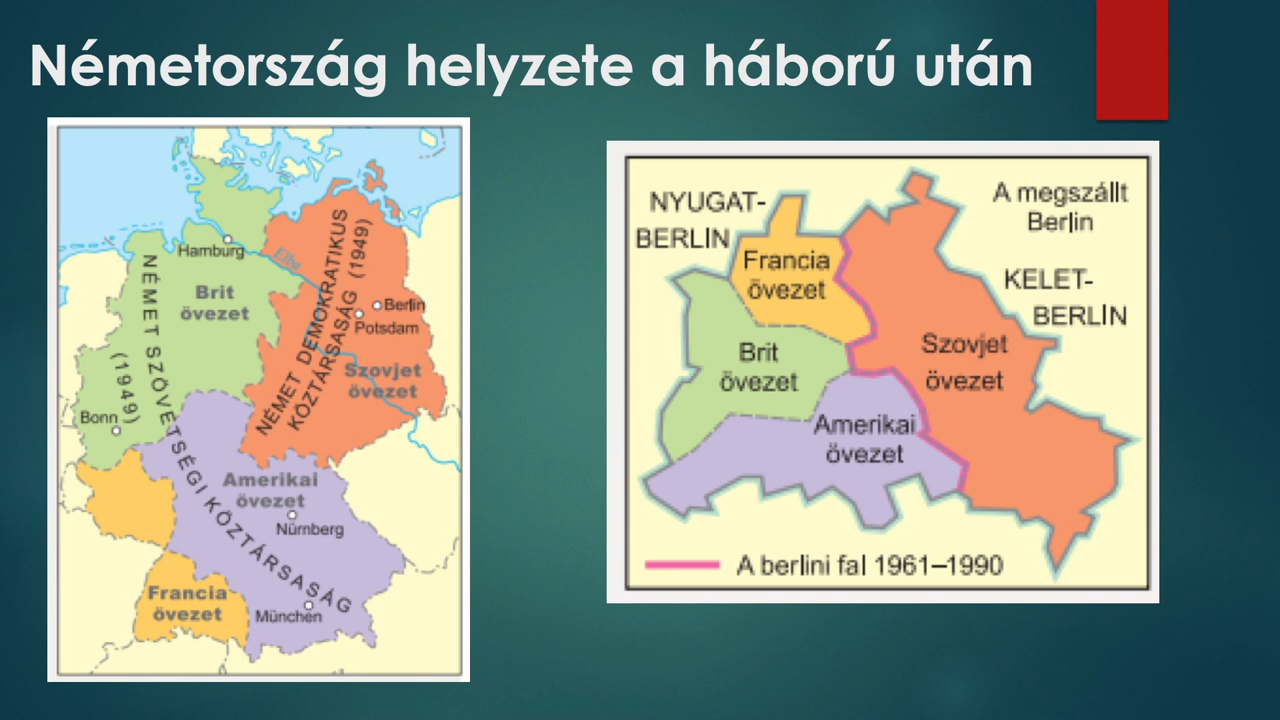 Németország helyzete a háború után
Hamburg
Elba
NÉMET SZÖVETSÉGI KÖZTÁRSASÁG
(1949)
Brit
övezet
NÉMET DEMOKRATIKUS
KÖZTÁRSASÁG (1949)
Berlin
Potsdam
Szovjet
övezet
Bonn
Amerikai
övezet
Nürnberg
Francia
övezet
München
NYUGAT-
BERLIN
A megszállt
Berlin
Francia
övezet
KELET-
BERLIN
Brit
övezet
Szovjet
övezet
Amerikai
övezet
A berlini fal 1961–1990